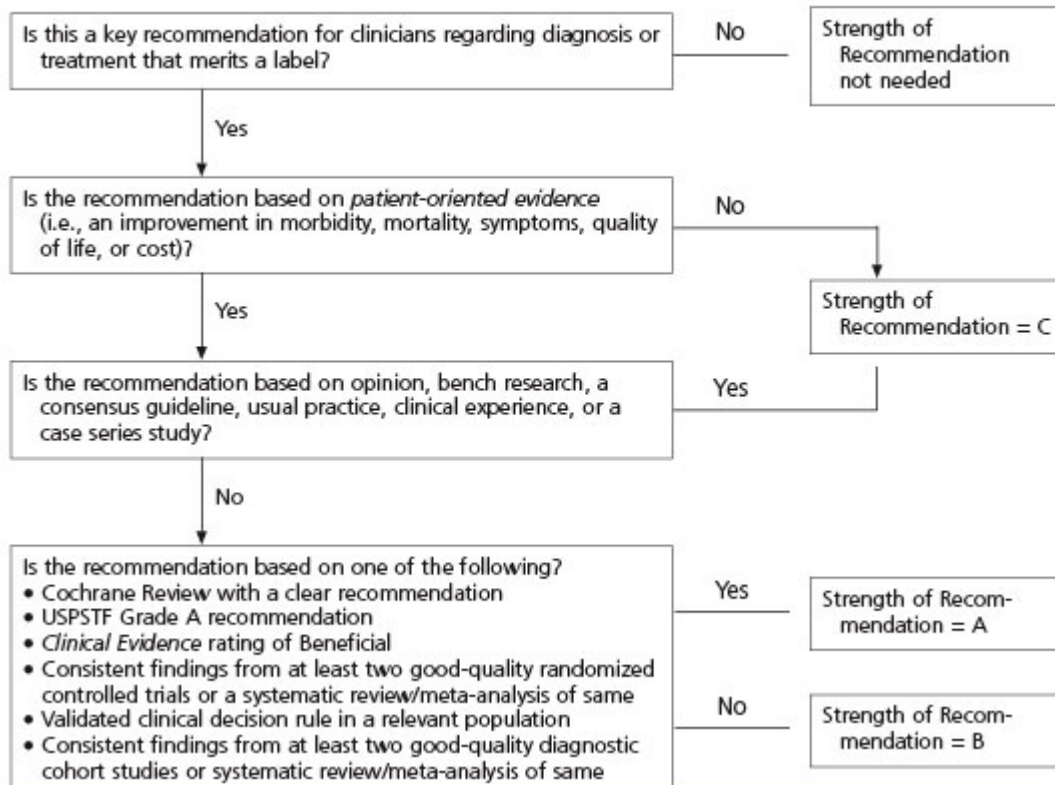 Is this a key recommendation for clinicians regarding diagnosis or
treatment that merits a label?
No
Strength of
Recommendation
not needed
Yes
Is the recommendation based on patient-oriented evidence
(i.e., an improvement in morbidity, mortality, symptoms, quality
of life, or cost)?
No
Yes
Strength of
Recommendation = C
Is the recommendation based on opinion, bench research, a
consensus guideline, usual practice, clinical experience, or a
case series study?
Yes
No
Is the recommendation based on one of the following?
• Cochrane Review with a clear recommendation
• USPSTF Grade A recommendation
• Clinical Evidence rating of Beneficial
• Consistent findings from at least two good-quality randomized
controlled trials or a systematic review/meta-analysis of same
• Validated clinical decision rule in a relevant population
• Consistent findings from at least two good-quality diagnostic
cohort studies or systematic review/meta-analysis of same
Yes
Strength of Recom-
mendation = A
No
Strength of Recom-
mendation = B